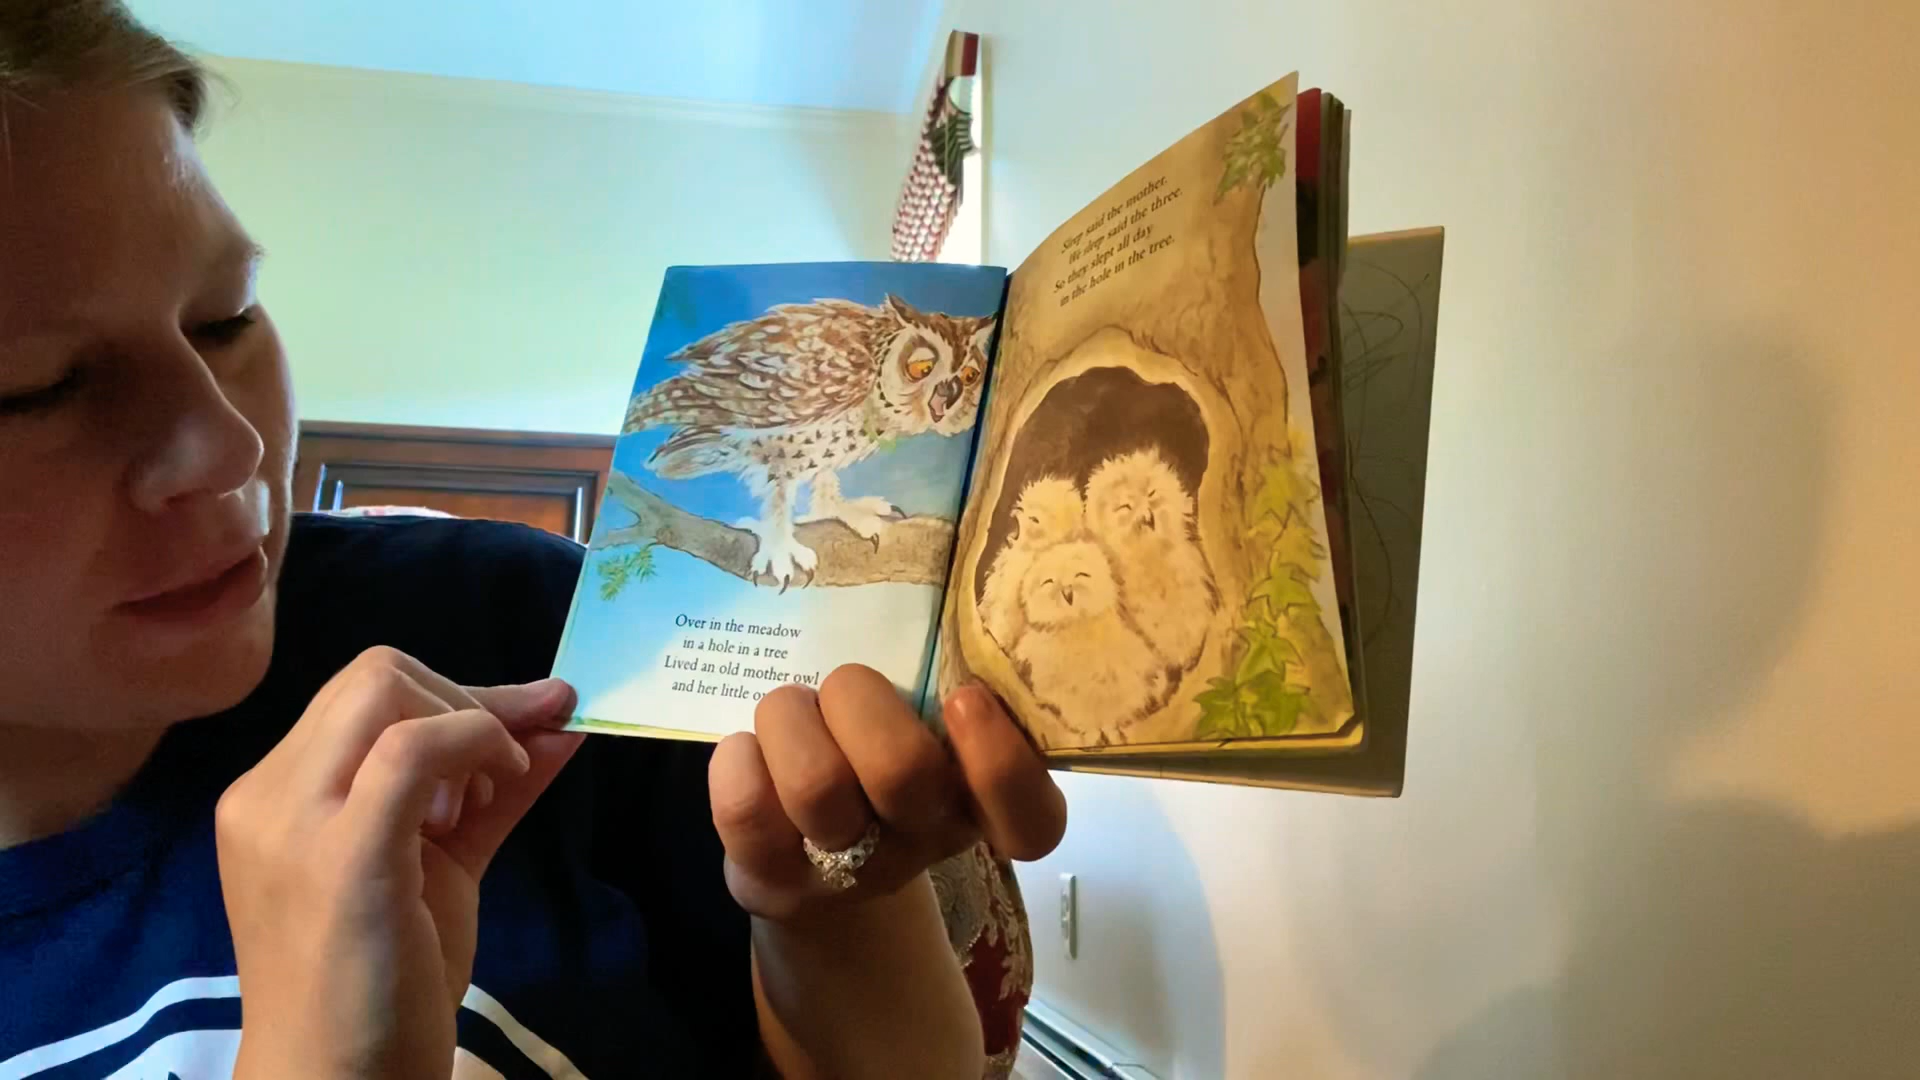 Over in the meadow
in a hole in a tree
Lived an old mother owl
and her little
Sleep said the mother.
We sleep said the three.
So they slept all day
in the hole in the tree.